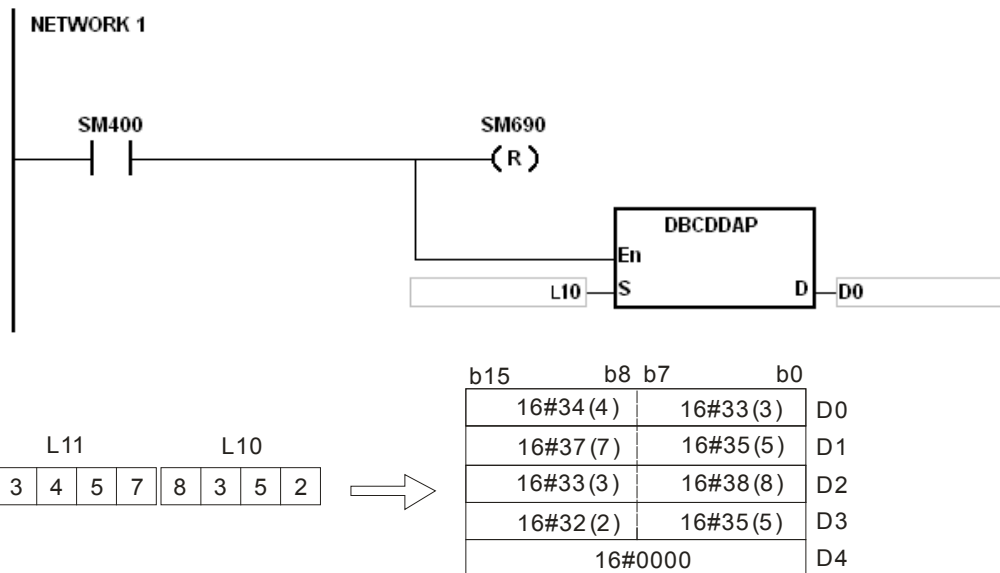 NETWORK 1
SM400 SM690
( R )
DBCDDAP
En
L10 S D D0
b15 b8 b7 b0
16#34(4) 16#33(3) D0
L11 L10 16#37(7) 16#35(5) D1
3 4 5 7 8 3 5 2 16#33(3) 16#38(8) D2
16#32(2) 16#35(5) D3
16#0000 D4